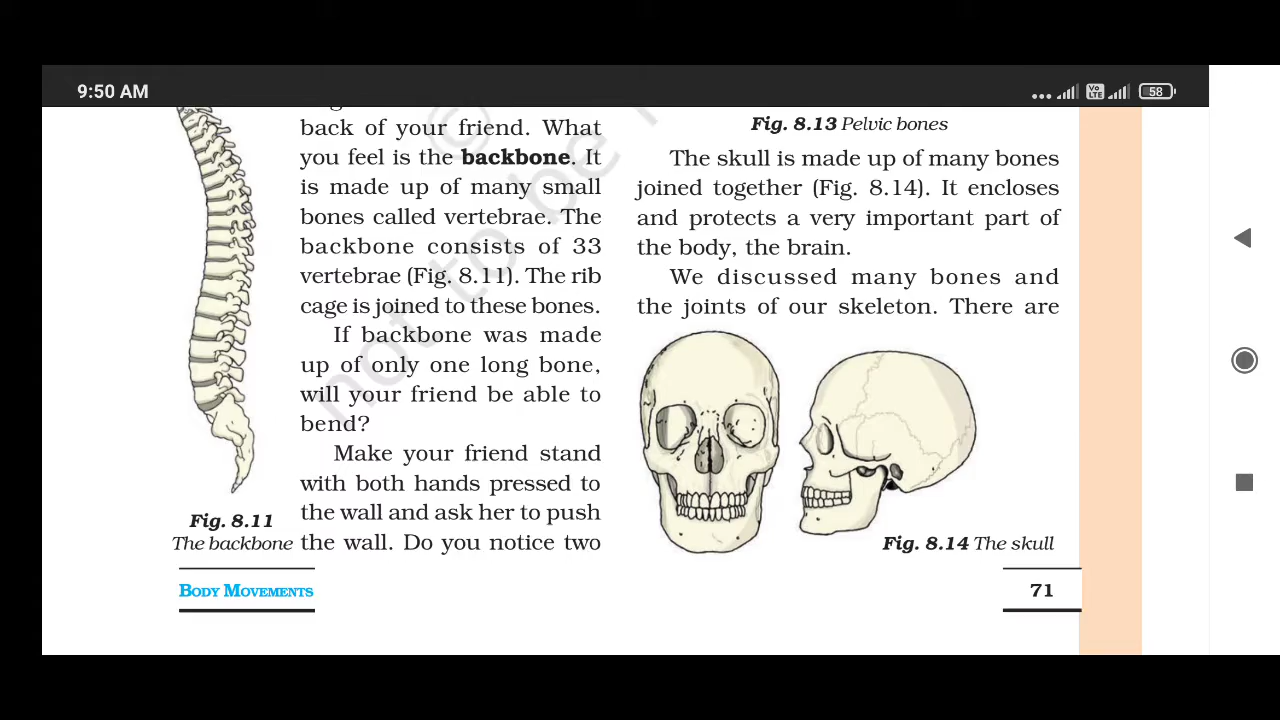 9:50 AM
Vo LTE
58
back of your friend. What
you feel is the backbone. It
is made up of many small
bones called vertebrae. The
backbone consists of 33
vertebrae (Fig. 8.11). The rib
cage is joined to these bones.
If backbone was made
up of only one long bone,
will your friend be able to
bend?
Make your friend stand
with both hands pressed to
the wall and ask her to push
the wall. Do you notice two
Fig. 8.11
The backbone
Fig. 8.13 Pelvic bones
The skull is made up of many bones
joined together (Fig. 8.14). It encloses
and protects a very important part of
the body, the brain.
We discussed many bones and
the joints of our skeleton. There are
Fig. 8.14 The skull
BODY MOVEMENTS
71
©
not to be